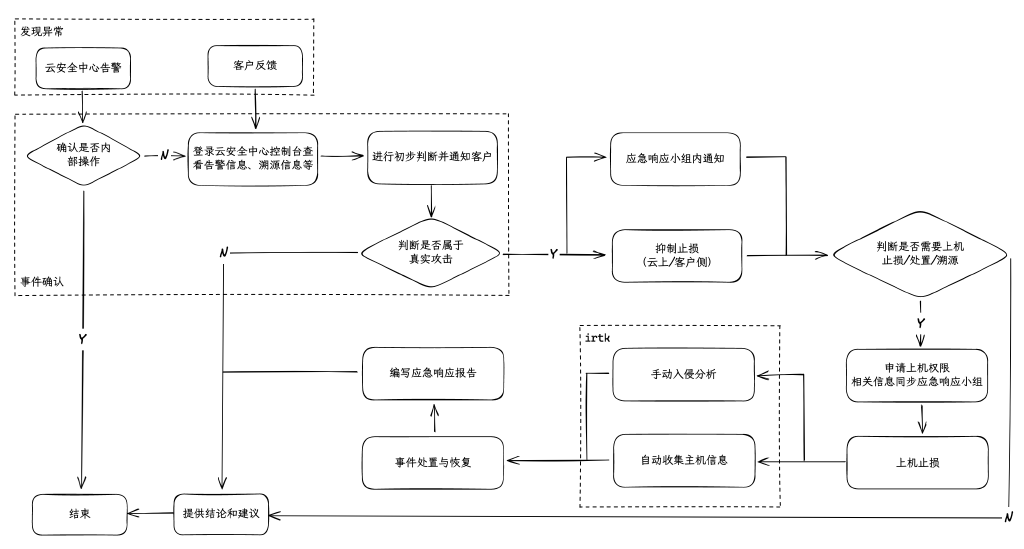 发现异常
云安全中心告警
客户反馈
确认是否内
部操作
N
登录云安全中心控制台查
看告警信息、溯源信息等
进行初步判断并通知客户
判断是否属于
真实攻击
N
Y
事件确认
应急响应小组内通知
抑制止损
(云上/客户侧)
判断是否需要上机
止损/处置/溯源
Y
Y
irtk
申请上机权限
相关信息同步应急响应小组
手动入侵分析
编写应急响应报告
自动收集主机信息
上机止损
事件处置与恢复
结束
提供结论和建议
N